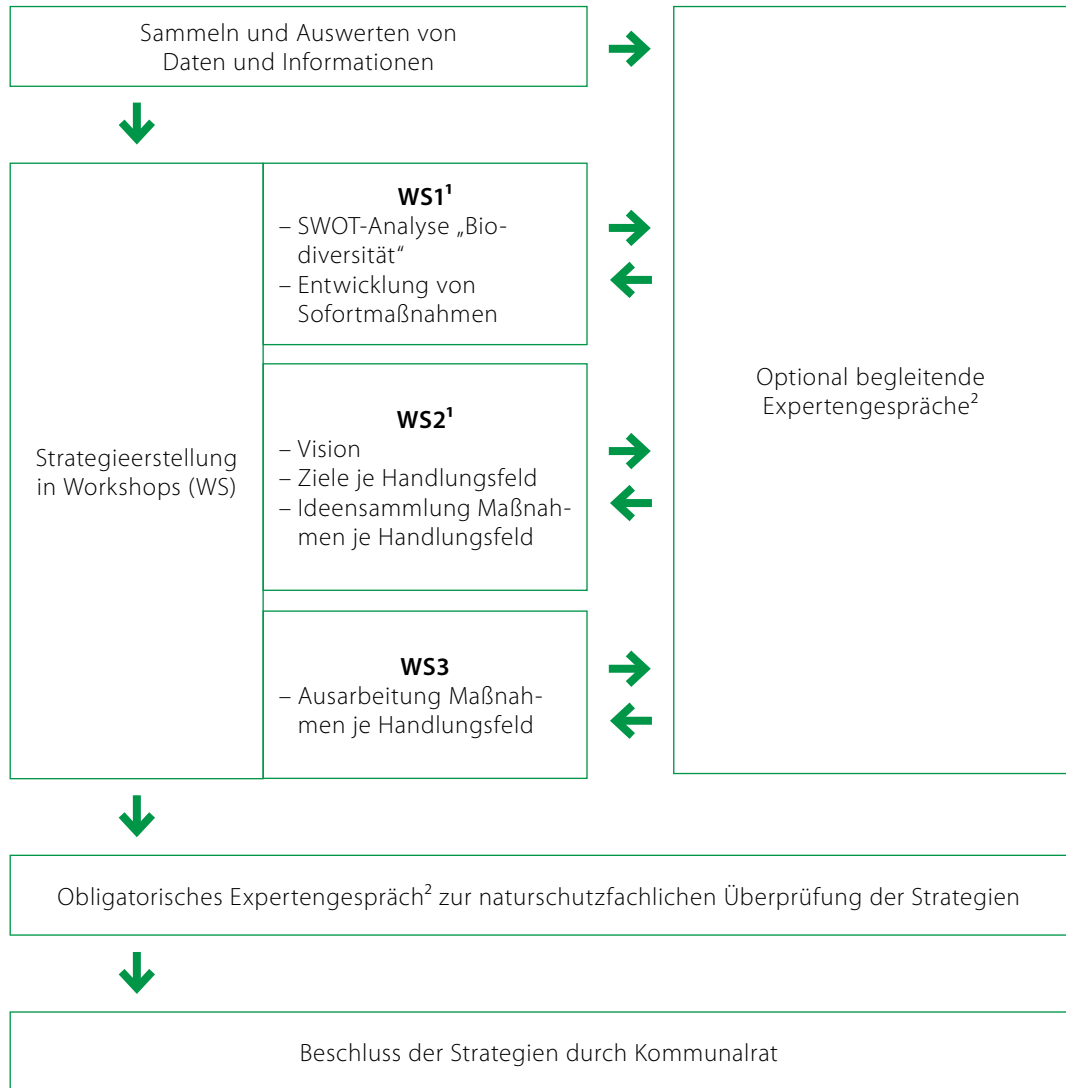 Sammeln und Auswerten von
Daten und Informationen
Strategieerstellung
in Workshops (WS)
WS1¹
– SWOT-Analyse „Bio-
diversität“
– Entwicklung von
Sofortmaßnahmen
WS2¹
– Vision
– Ziele je Handlungsfeld
– Ideensammlung Maßnah-
men je Handlungsfeld
WS3
– Ausarbeitung Maßnah-
men je Handlungsfeld
Optional begleitende
Expertengespräche²
Obligatorisches Expertengespräch² zur naturschutzfachlichen Überprüfung der Strategien
Beschluss der Strategien durch Kommunalrat